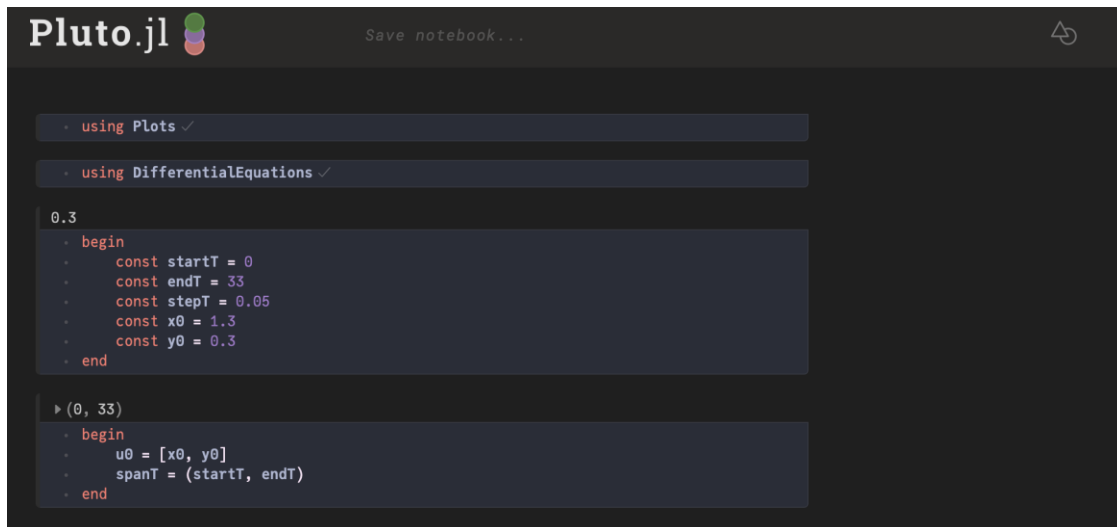 Pluto.jl
Save notebook...
using Plots ✓
using DifferentialEquations ✓
0.3
begin
const startT = 0
const endT = 33
const stepT = 0.05
const x0 = 1.3
const y0 = 0.3
end
▸(0, 33)
begin
u0 = [x0, y0]
spanT = (startT, endT)
end